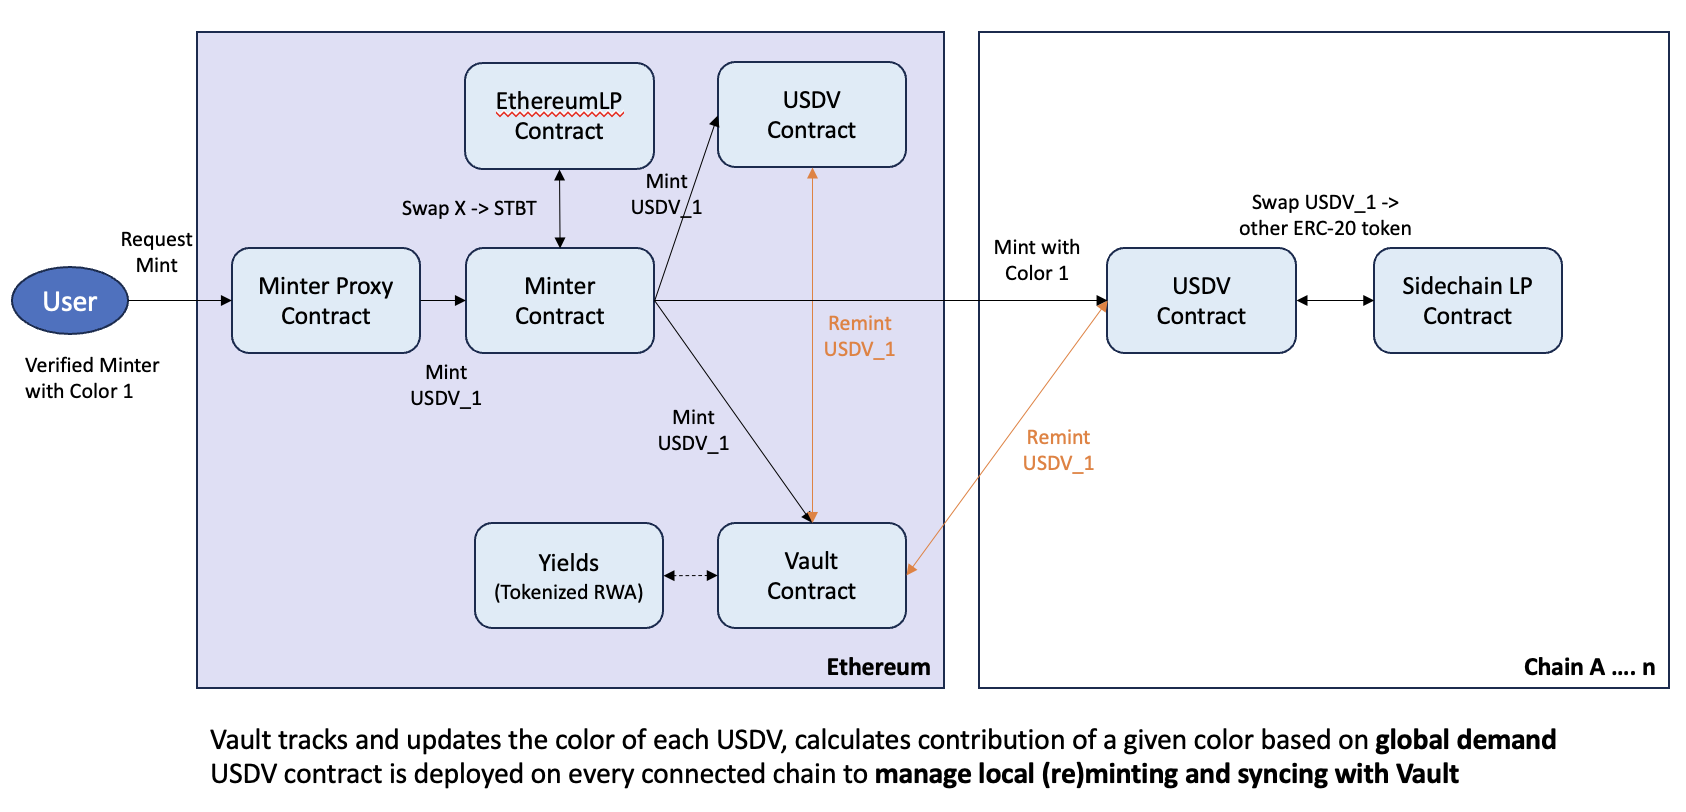 EthereumLP
Contract
USDV
Contract
Mint
USDV_1
Swap X -> STBT
Swap USDV_1 ->
other ERC-20 token
Request
Mint
Mint with
Color 1
User
Minter Proxy
Contract
Minter
Contract
USDV
Contract
Sidechain LP
Contract
Remint
USDV_1
Verified Minter
with Color 1
Mint
USDV_1
Mint
USDV_1
Remint
USDV_1
Yields
(Tokenized RWA)
Vault
Contract
Ethereum
Chain A .... n
Vault tracks and updates the color of each USDV, calculates contribution of a given color based on global demand
USDV contract is deployed on every connected chain to manage local (re)minting and syncing with Vault